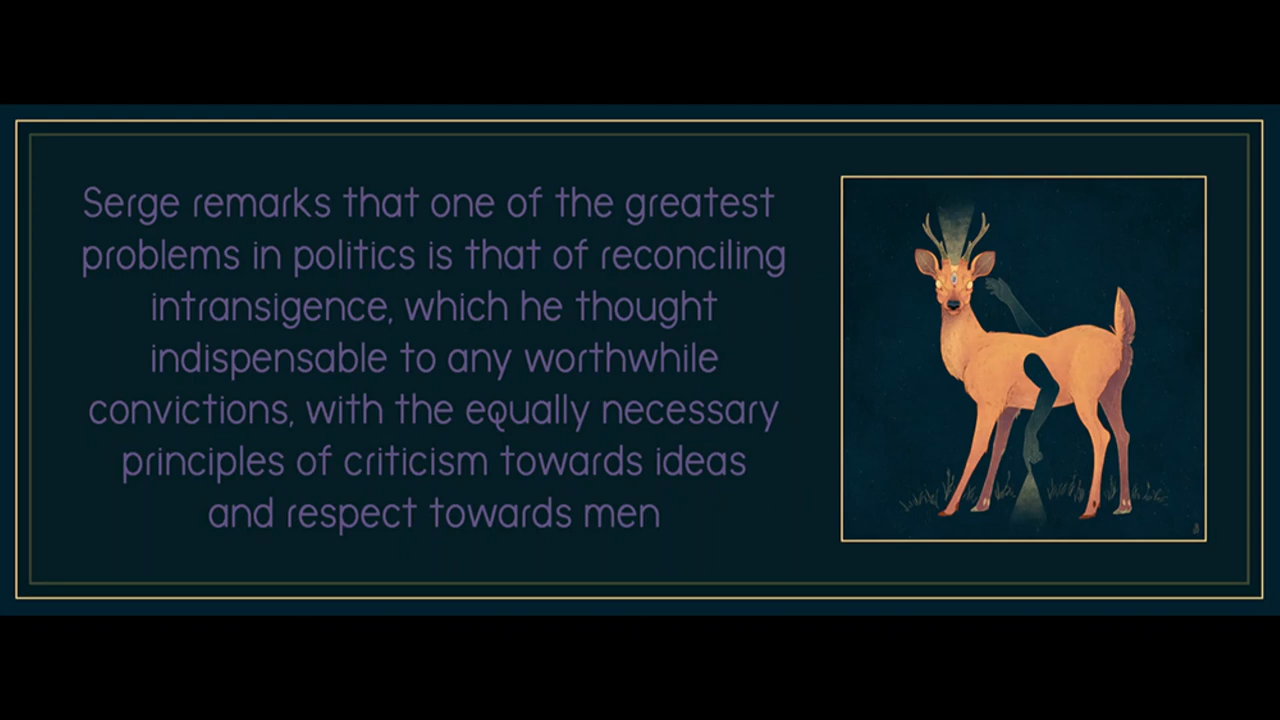 Serge remarks that one of the greatest
problems in politics is that of reconciling
intransigence, which he thought
indispensable to any worthwhile
convictions, with the equally necessary
principles of criticism towards ideas
and respect towards men